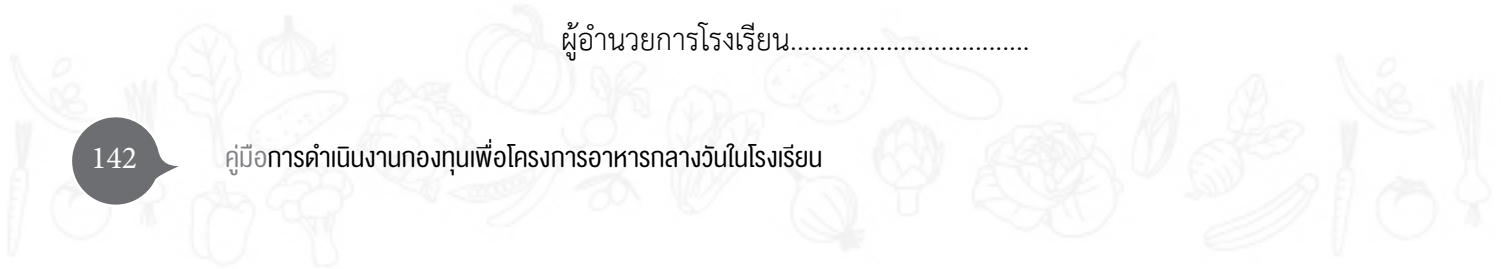 ผู้อำนวยการโรงเรียน..................................
142
คู่มือการดำเนินงานกองทุนเพื่อโครงการอาหารกลางวันในโรงเรียน